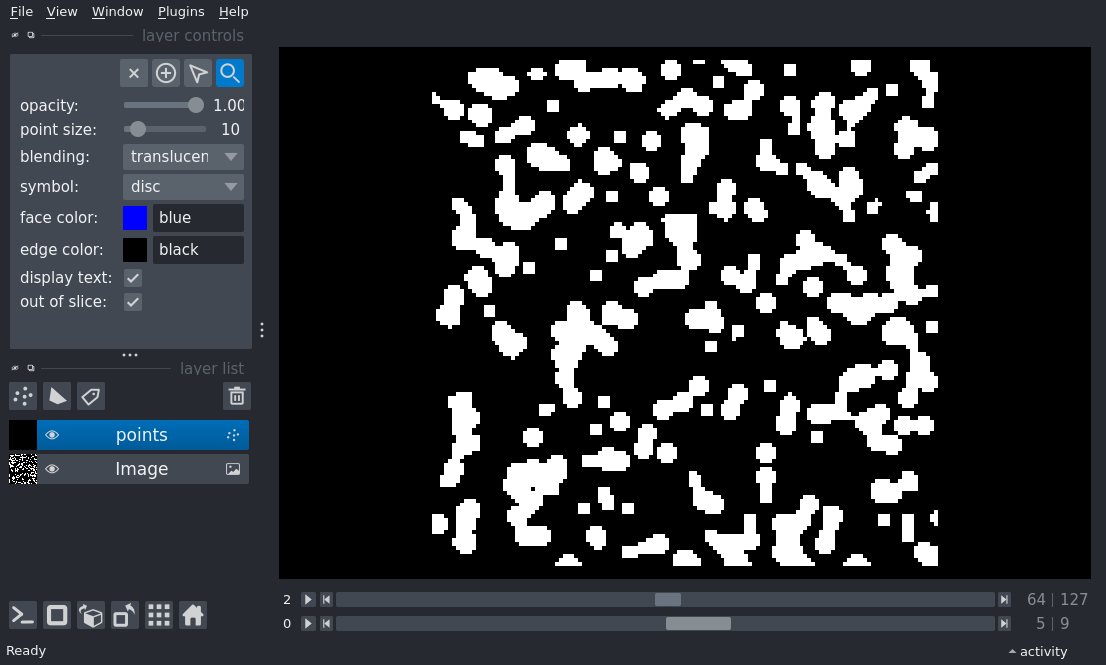 File View Window Plugins Help
layer controls
opacity: 1.00
point size: 10
blending: translucen
symbol: disc
face color: blue
edge color: black
display text:
out of slice:
layer list
points
Image
2 64 | 127
0 5 | 9
Ready activity